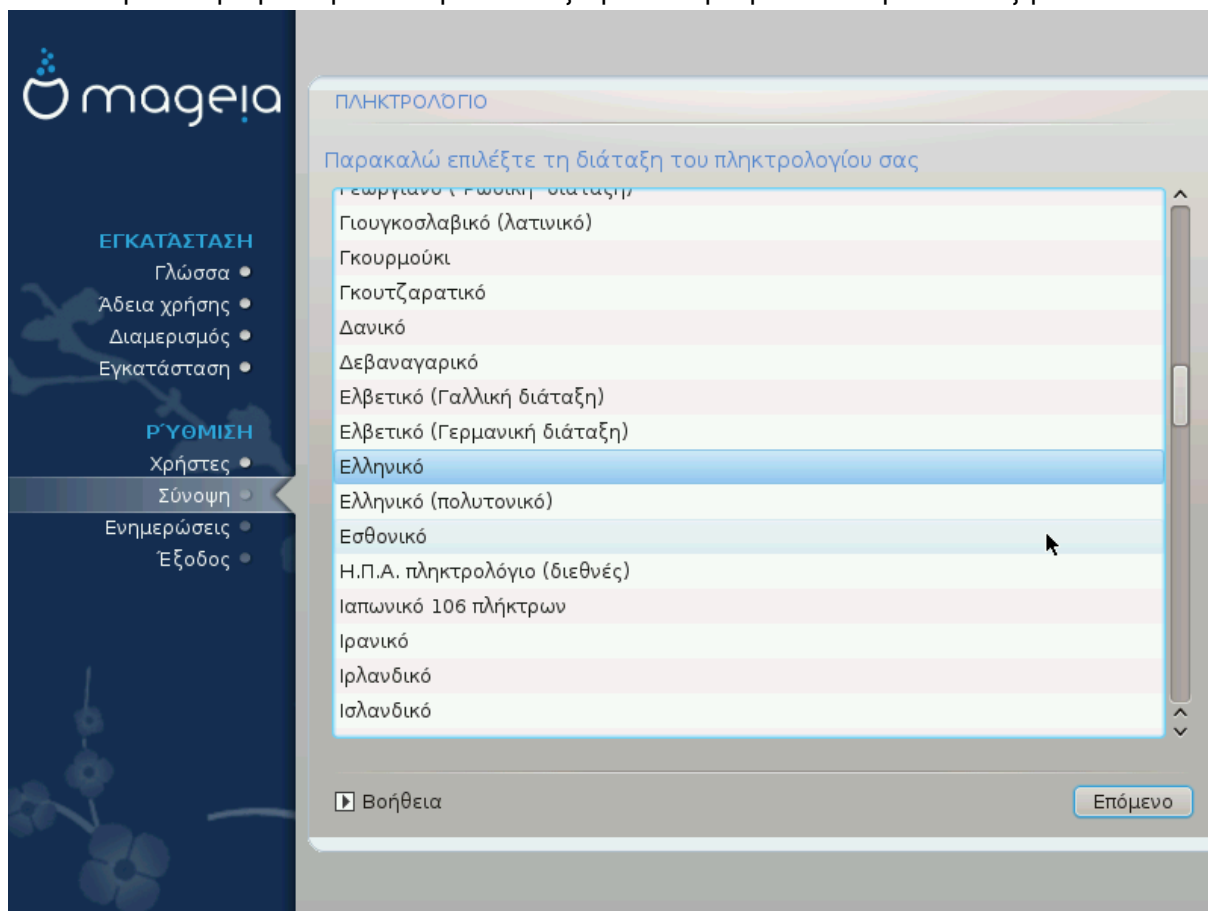 mageia
ΕΓΚΑΤΆΣΤΑΣΗ
Γλώσσα
Άδεια χρήσης
Διαμερισμός
Εγκατάσταση
ΡΎΘΜΙΣΗ
Χρήστες
Σύνοψη
Ενημερώσεις
Έξοδος
ΠΛΗΚΤΡΟΛΌΓΙΟ
Παρακαλώ επιλέξτε τη διάταξη του πληκτρολογίου σας
Γιουγκοσλαβικό (λατινικό)
Γκουρμούκι
Γκουτζαρατικό
Δανικό
Δεβαναγαρικό
Ελβετικό (Γαλλική διάταξη)
Ελβετικό (Γερμανική διάταξη)
Ελληνικό
Ελληνικό (πολυτονικό)
Εσθονικό
Η.Π.Α. πληκτρολόγιο (διεθνές)
Ιαπωνικό 106 πλήκτρων
Ιρανικό
Ιρλανδικό
Ισλανδικό
Βοήθεια
Επόμενο